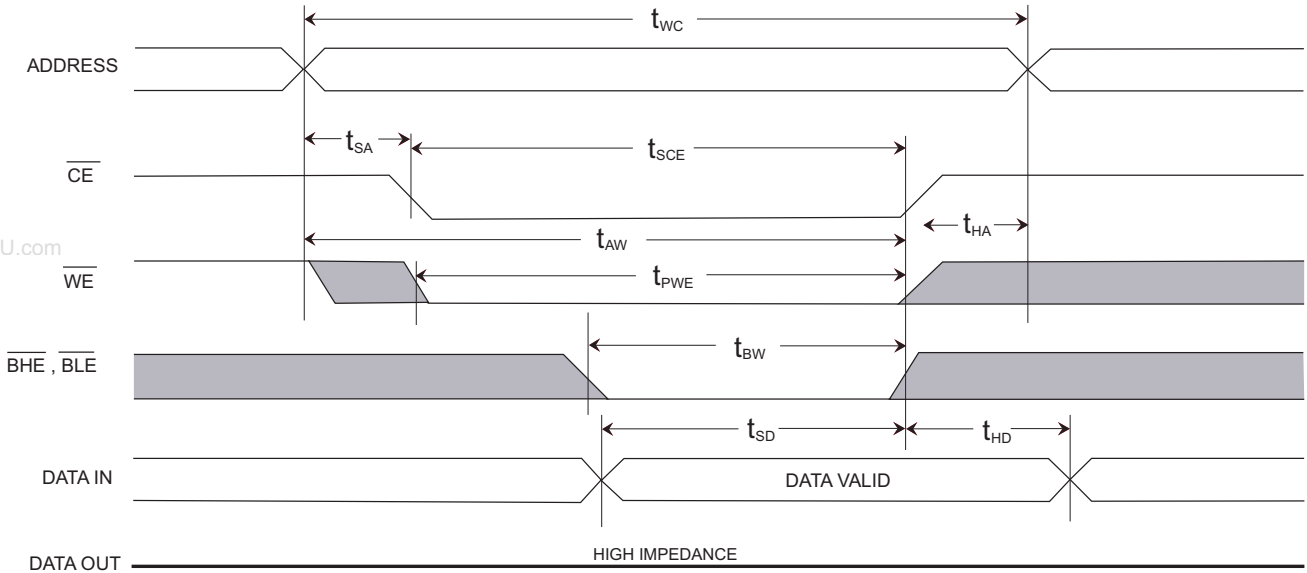 tWC
ADDRESS
tSA
tSCE
CE
tHA
tAW
U.com
WE
tPWE
BHE , BLE
tBW
tSD
tHD
DATA IN
DATA VALID
HIGH IMPEDANCE
DATA OUT